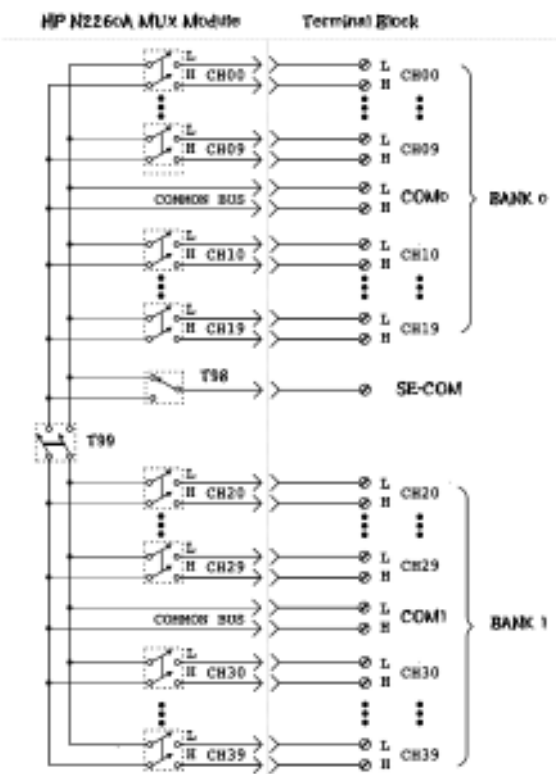 HP N2260A MUX Module Terminal Block
L L
H CH00 H CH00
L L
H CH09 H CH09
L
COMMON BUS H COM0
BANK 0
L L
H CH10 H CH10
L L
H CH19 H CH19
T98 SE-COM
T99
L L
H CH20 H CH20
L L
H CH29 H CH29
L
COMMON BUS H COM1
BANK 1
L L
H CH30 H CH30
L L
H CH39 H CH39